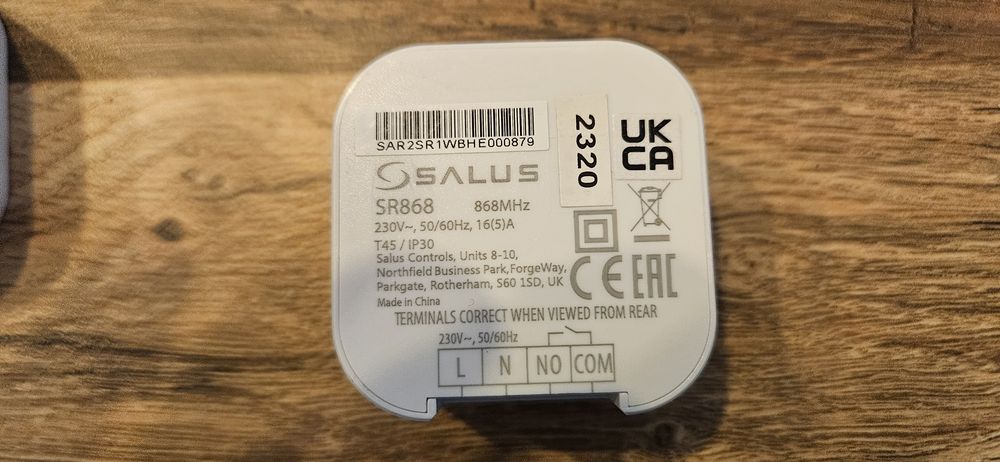 SAR2SR1WBHE000879
2320
UK
CA
SALUS
SR868 868MHz
230V~, 50/60Hz, 16(5)A
T45 / IP30
Salus Controls, Units 8-10,
Northfield Business Park, ForgeWay,
Parkgate, Rotherham, S60 1SD, UK
Made in China
CE EAC
TERMINALS CORRECT WHEN VIEWED FROM REAR
230V~, 50/60Hz
L N NO COM